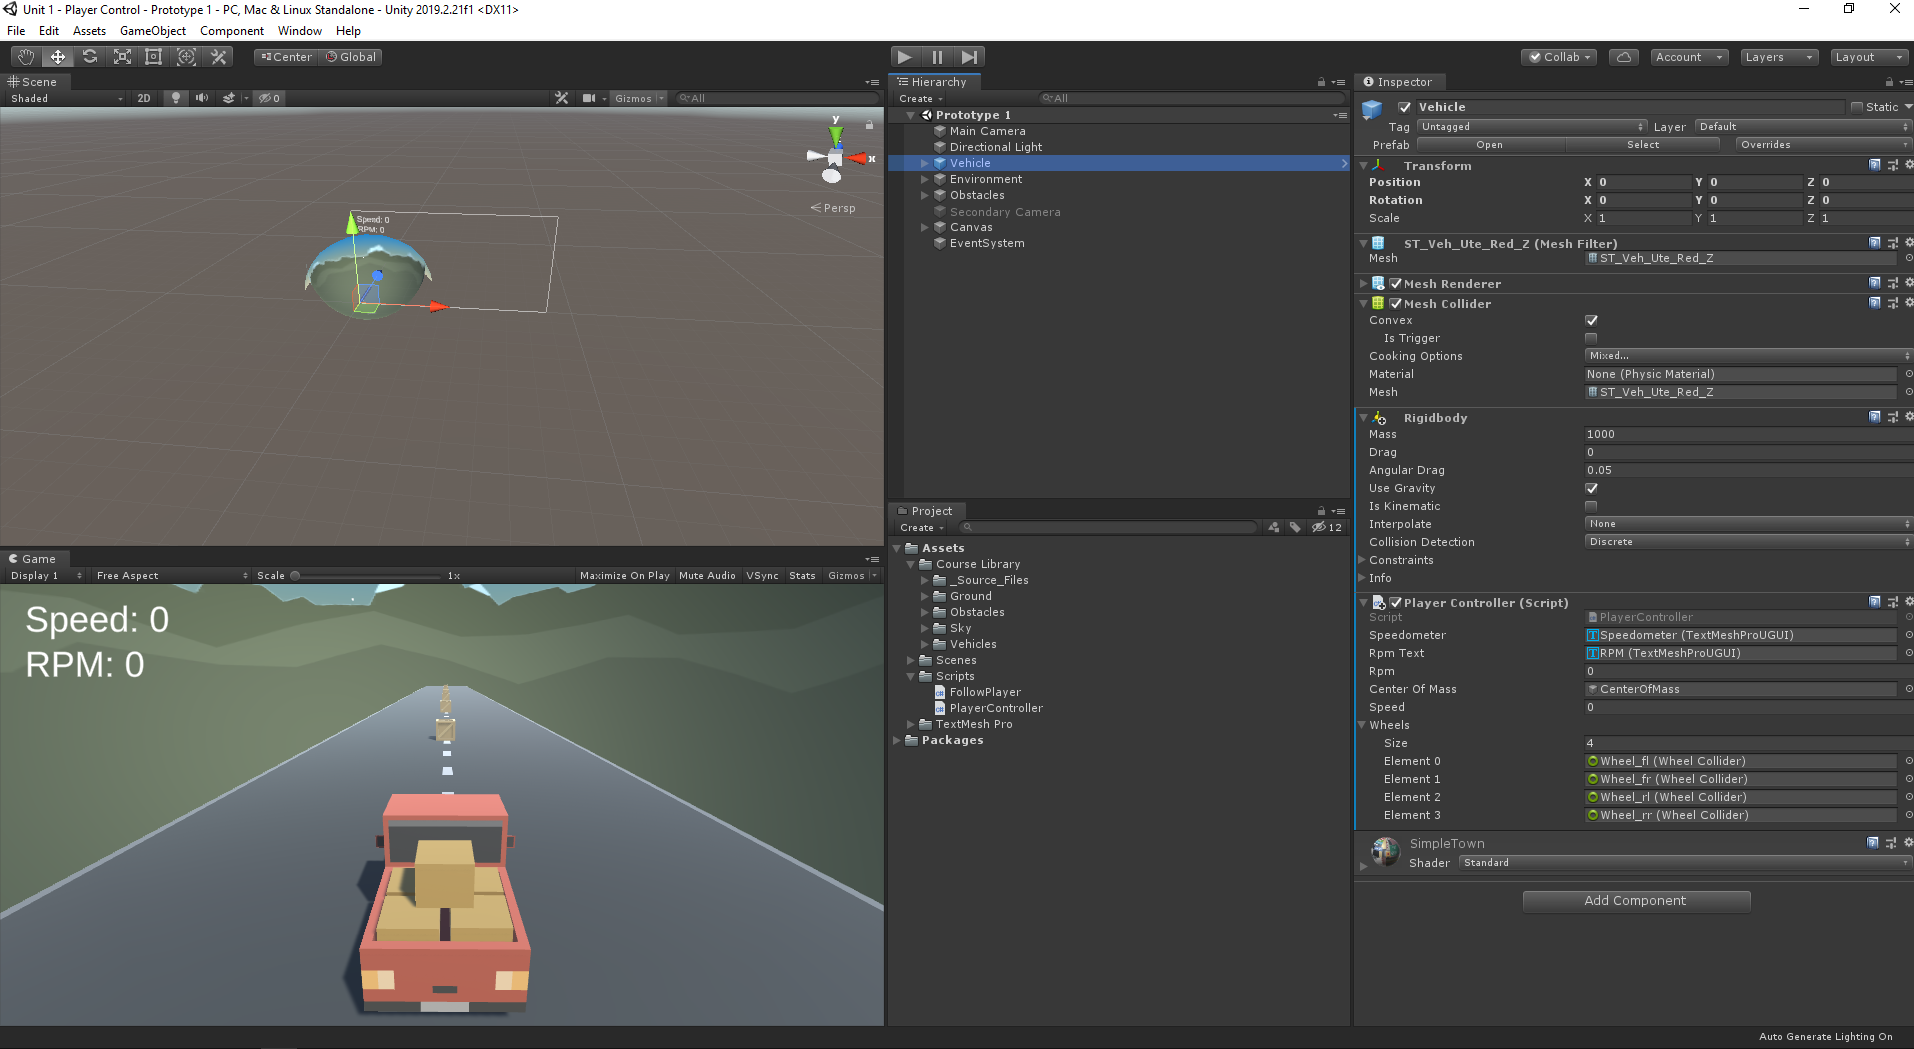 Unit 1 - Player Control - Prototype 1 - PC, Mac & Linux Standalone - Unity 2019.2.21f1 <DX11>
File Edit Assets GameObject Component Window Help
Center Global Collab Account Layers Layout
Scene
Shaded 2D 0 Gizmos All
y
x
Persp
Speed: 0
RPM: 0
Game
Display 1 Free Aspect Scale 1x Maximize On Play Mute Audio VSync Stats Gizmos
Speed: 0
RPM: 0
Hierarchy
Create All
Prototype 1
Main Camera
Directional Light
Vehicle
Environment
Obstacles
Secondary Camera
Canvas
EventSystem
Project
Create 12
Assets
Course Library
_Source_Files
Ground
Obstacles
Sky
Vehicles
Scenes
Scripts
FollowPlayer
PlayerController
TextMesh Pro
Packages
Inspector
Vehicle Static
Tag Untagged Layer Default
Prefab Open Select Overrides
Transform
Position X 0 Y 0 Z 0
Rotation X 0 Y 0 Z 0
Scale X 1 Y 1 Z 1
ST_Veh_Ute_Red_Z (Mesh Filter)
Mesh ST_Veh_Ute_Red_Z
Mesh Renderer
Mesh Collider
Convex
Is Trigger
Cooking Options Mixed...
Material None (Physic Material)
Mesh ST_Veh_Ute_Red_Z
Rigidbody
Mass 1000
Drag 0
Angular Drag 0.05
Use Gravity
Is Kinematic
Interpolate None
Collision Detection Discrete
Constraints
Info
Player Controller (Script)
Script PlayerController
Speedometer Speedometer (TextMeshProUGUI)
Rpm Text RPM (TextMeshProUGUI)
Rpm 0
Center Of Mass CenterOfMass
Speed 0
Wheels
Size 4
Element 0 Wheel_fl (Wheel Collider)
Element 1 Wheel_fr (Wheel Collider)
Element 2 Wheel_rl (Wheel Collider)
Element 3 Wheel_rr (Wheel Collider)
SimpleTown
Shader Standard
Add Component
Auto Generate Lighting On